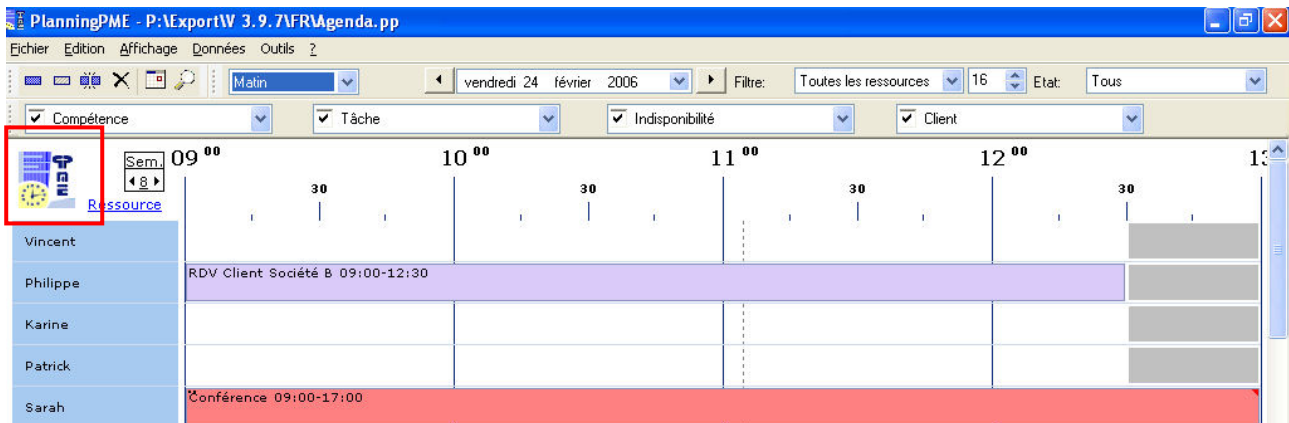 PlanningPME - P:\Export\V 3.9.7\FR\Agenda.pp
Fichier Edition Affichage Données Outils ?
Matin vendredi 24 février 2006 Filtre: Toutes les ressources 16 Etat: Tous
Compétence Tâche Indisponibilité Client
PME Sem. 09 00 10 00 11 00 12 00 13
8 30 30 30 30
Ressource
Vincent
Philippe RDV Client Société B 09:00-12:30
Karine
Patrick
Sarah Conférence 09:00-17:00